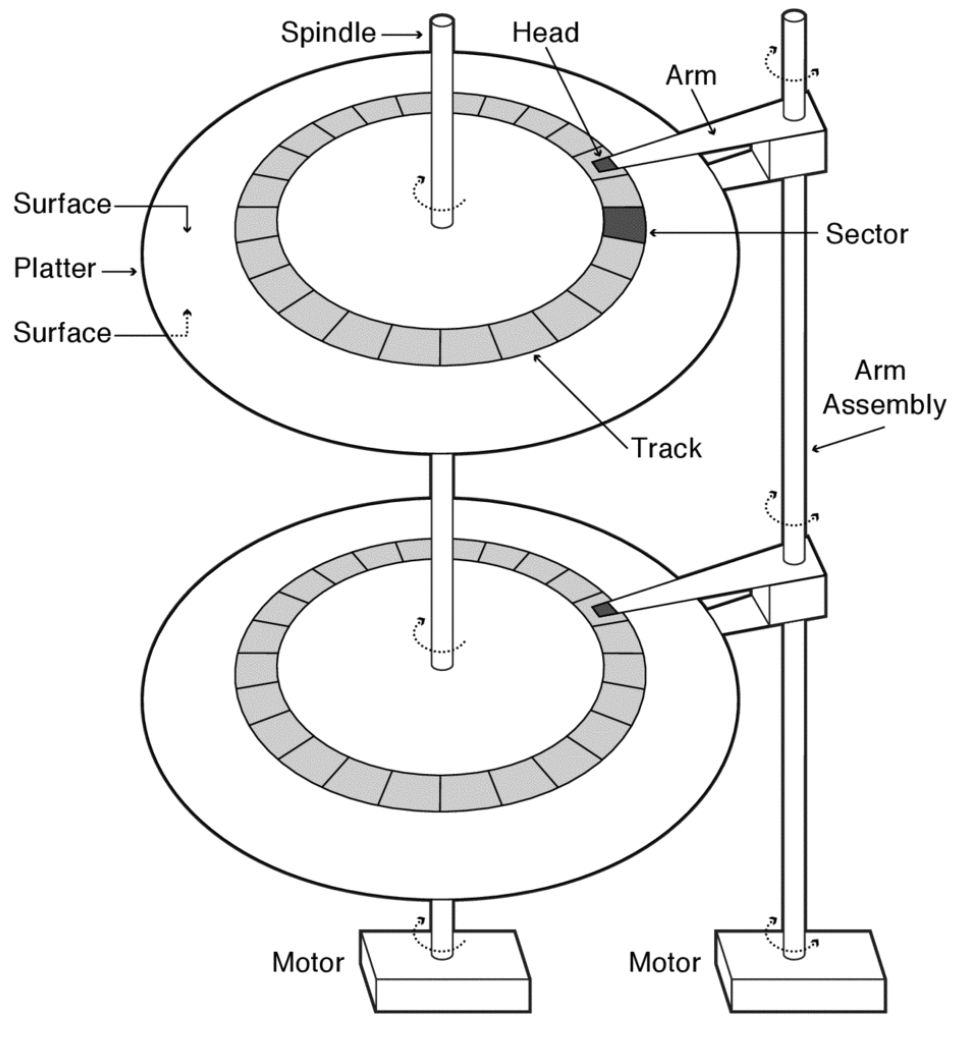 Spindle
Head
Arm
Surface
Platter
Surface
Sector
Arm
Assembly
Track
Motor
Motor